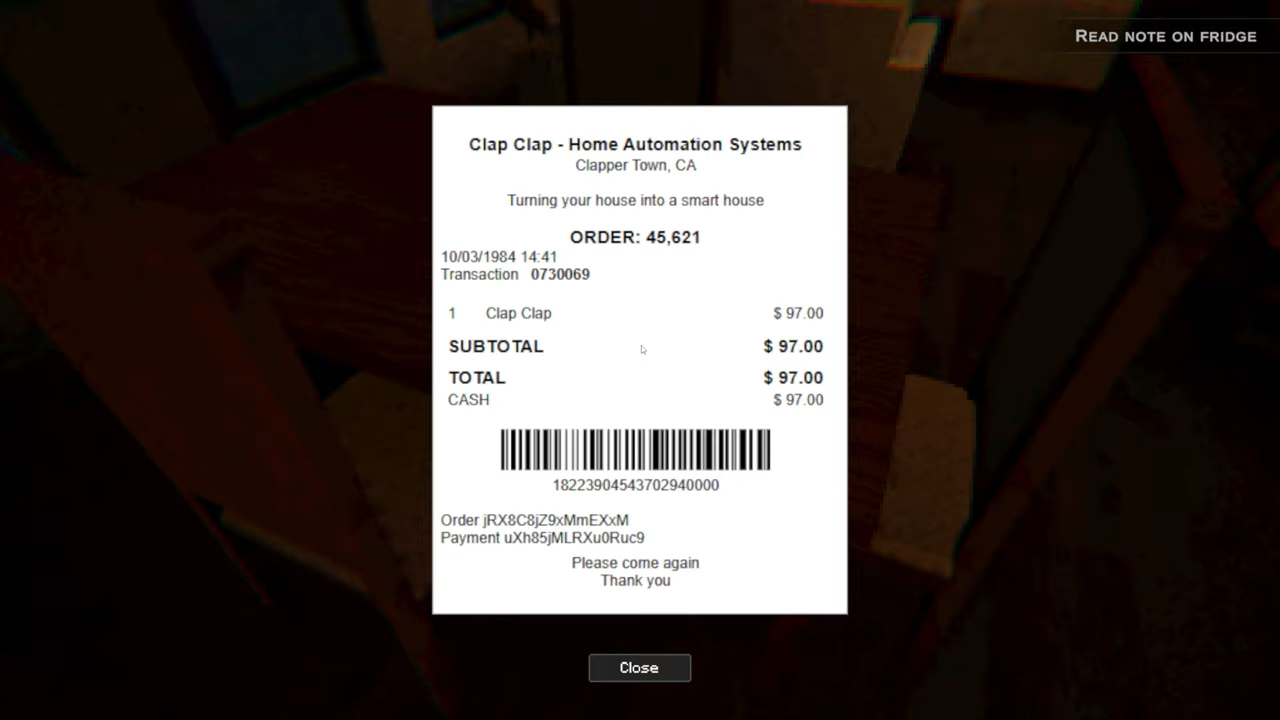 READ NOTE ON FRIDGE
Clap Clap - Home Automation Systems
Clapper Town, CA
Turning your house into a smart house
ORDER: 45,621
10/03/1984 14:41
Transaction 0730069
1 Clap Clap $ 97.00
SUBTOTAL $ 97.00
TOTAL $ 97.00
CASH $ 97.00
18223904543702940000
Order jRX8C8jZ9xMmEXxM
Payment uXh85jMLRXu0Ruc9
Please come again
Thank you
Close